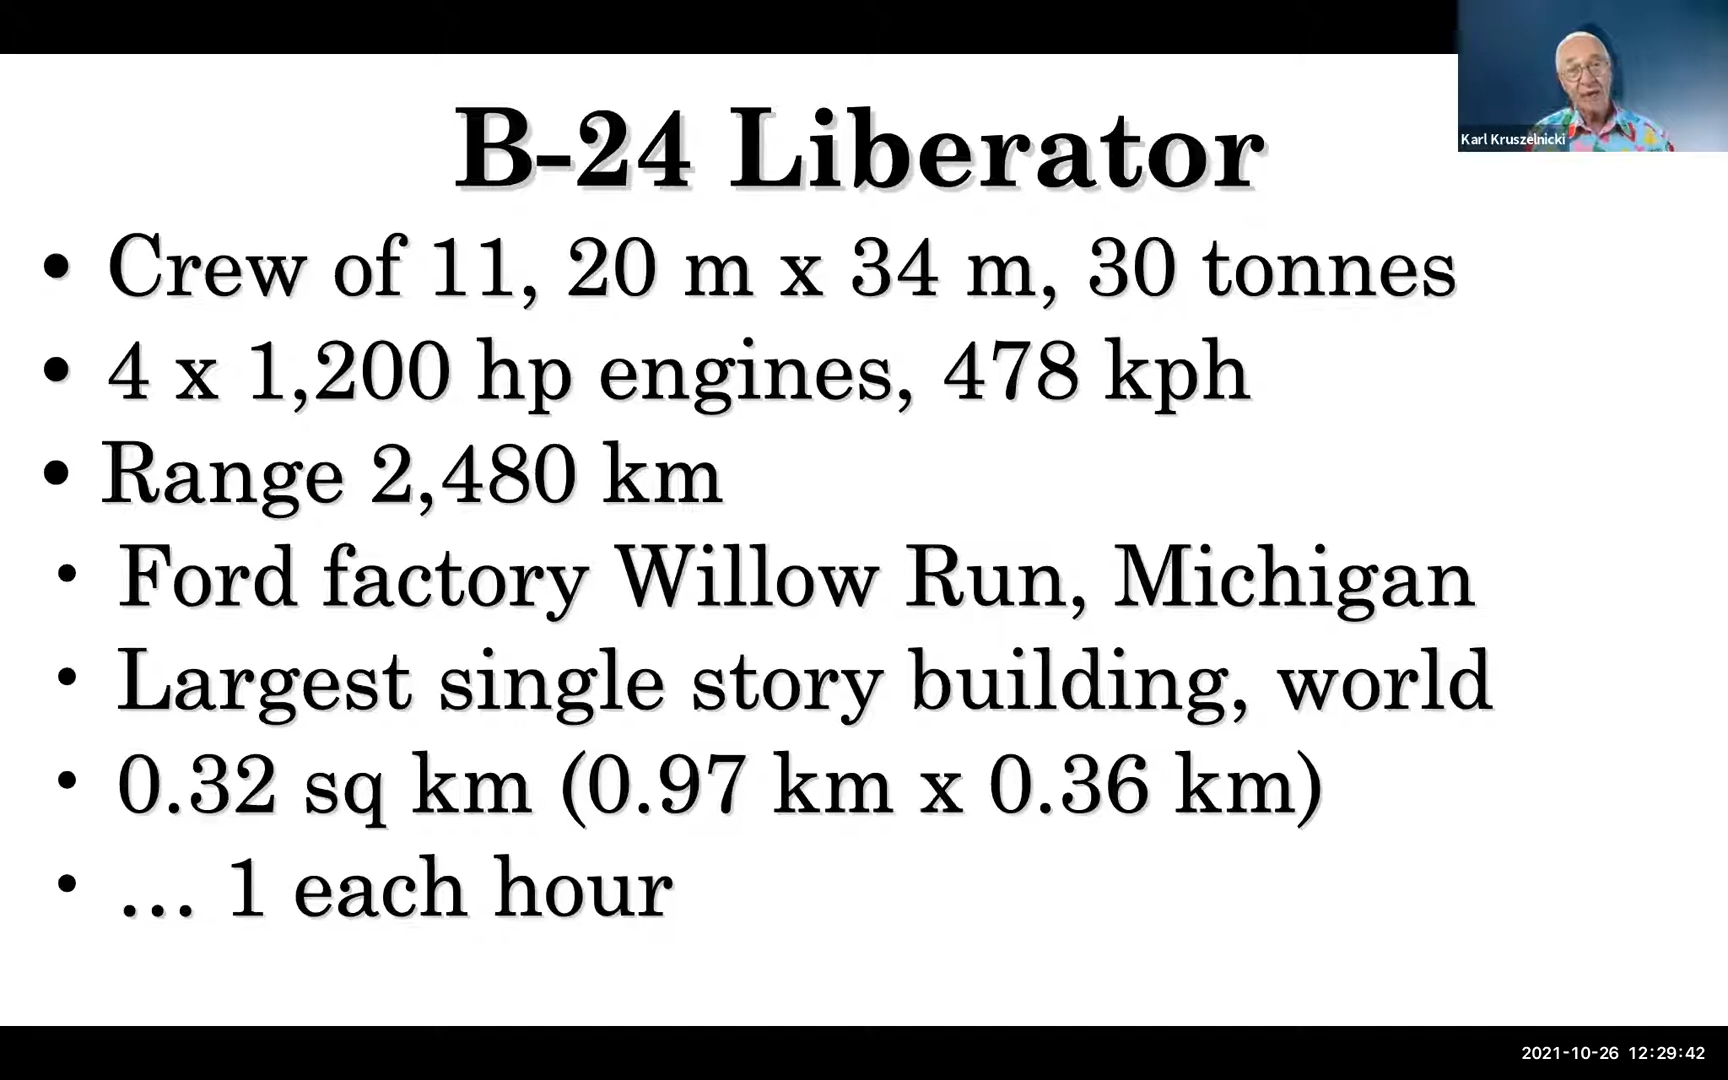 B-24 Liberator
Karl Kruszelnicki
• Crew of 11, 20 m x 34 m, 30 tonnes
• 4 x 1,200 hp engines, 478 kph
• Range 2,480 km
• Ford factory Willow Run, Michigan
• Largest single story building, world
• 0.32 sq km (0.97 km x 0.36 km)
• … 1 each hour
2021-10-26 12:29:42